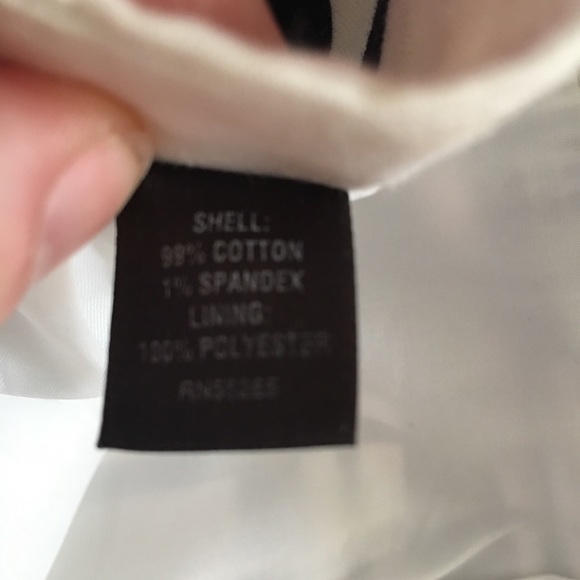 SHELL:
99% COTTON
1% SPANDEX
LINING:
100% POLYESTER